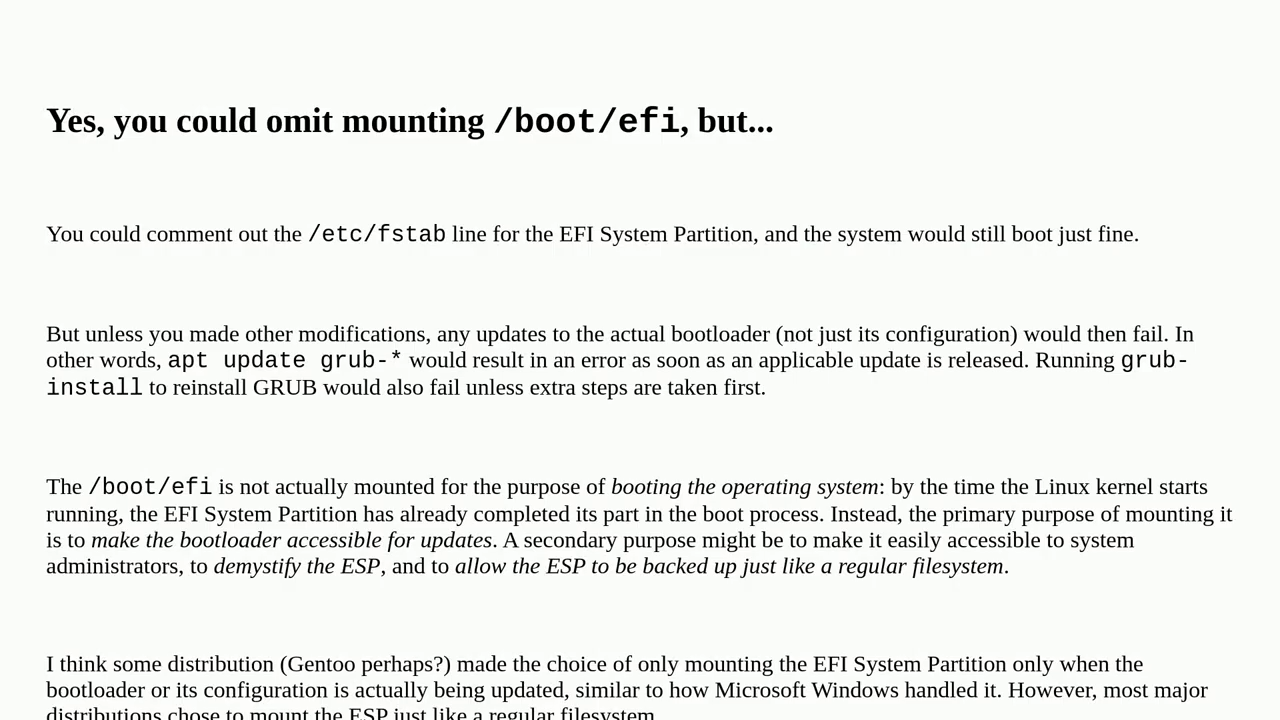 Yes, you could omit mounting /boot/efi, but...
You could comment out the /etc/fstab line for the EFI System Partition, and the system would still boot just fine.
But unless you made other modifications, any updates to the actual bootloader (not just its configuration) would then fail. In
other words, apt update grub-* would result in an error as soon as an applicable update is released. Running grub-
install to reinstall GRUB would also fail unless extra steps are taken first.
The /boot/efi is not actually mounted for the purpose of booting the operating system: by the time the Linux kernel starts
running, the EFI System Partition has already completed its part in the boot process. Instead, the primary purpose of mounting it
is to make the bootloader accessible for updates. A secondary purpose might be to make it easily accessible to system
administrators, to demystify the ESP, and to allow the ESP to be backed up just like a regular filesystem.
I think some distribution (Gentoo perhaps?) made the choice of only mounting the EFI System Partition only when the
bootloader or its configuration is actually being updated, similar to how Microsoft Windows handled it. However, most major
distributions chose to mount the ESP just like a regular filesystem.